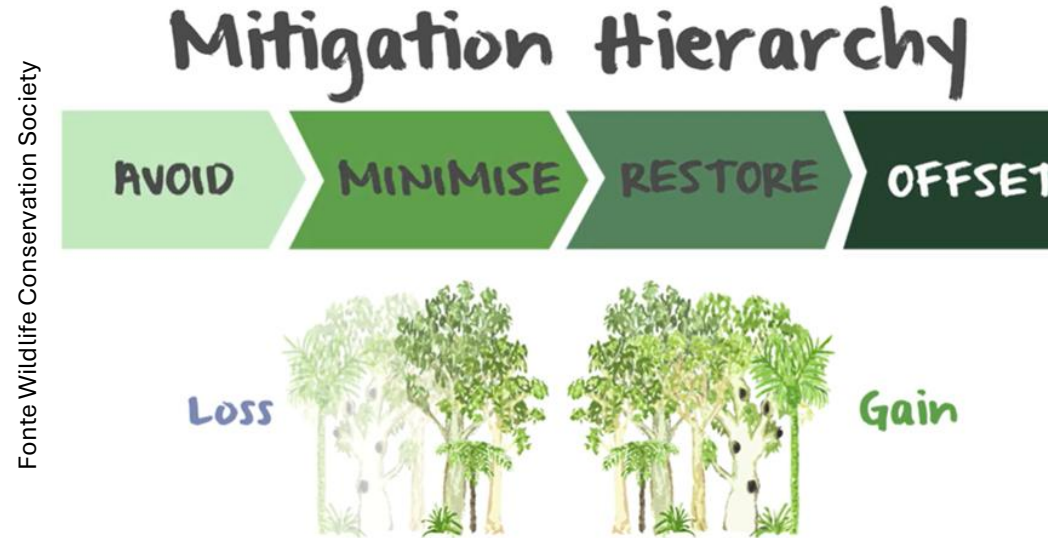 Mitigation Hierarchy
Fonte Wildlife Conservation Society
AVOID
MINIMISE
RESTORE
OFFSET
Loss
Gain